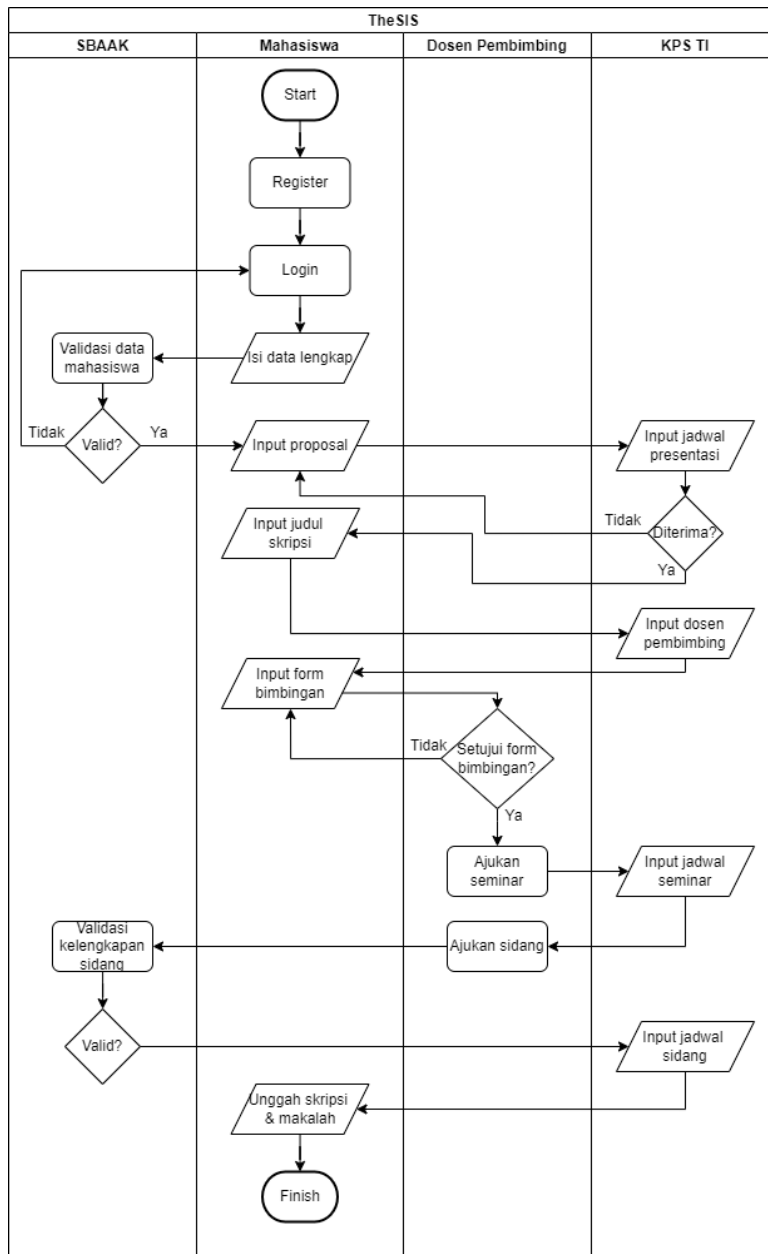 TheSIS
SBAAK
Mahasiswa
Dosen Pembimbing
KPS TI
Start
Register
Login
Validasi data
mahasiswa
Isi data lengkap
Tidak
Valid?
Ya
Input proposal
Input jadwal
presentasi
Input judul
skripsi
Tidak
Diterima?
Ya
Input dosen
pembimbing
Input form
bimbingan
Tidak
Setujui form
bimbingan?
Ya
Ajukan
seminar
Input jadwal
seminar
Validasi
kelengkapan
sidang
Ajukan sidang
Valid?
Input jadwal
sidang
Unggah skripsi
& makalah
Finish